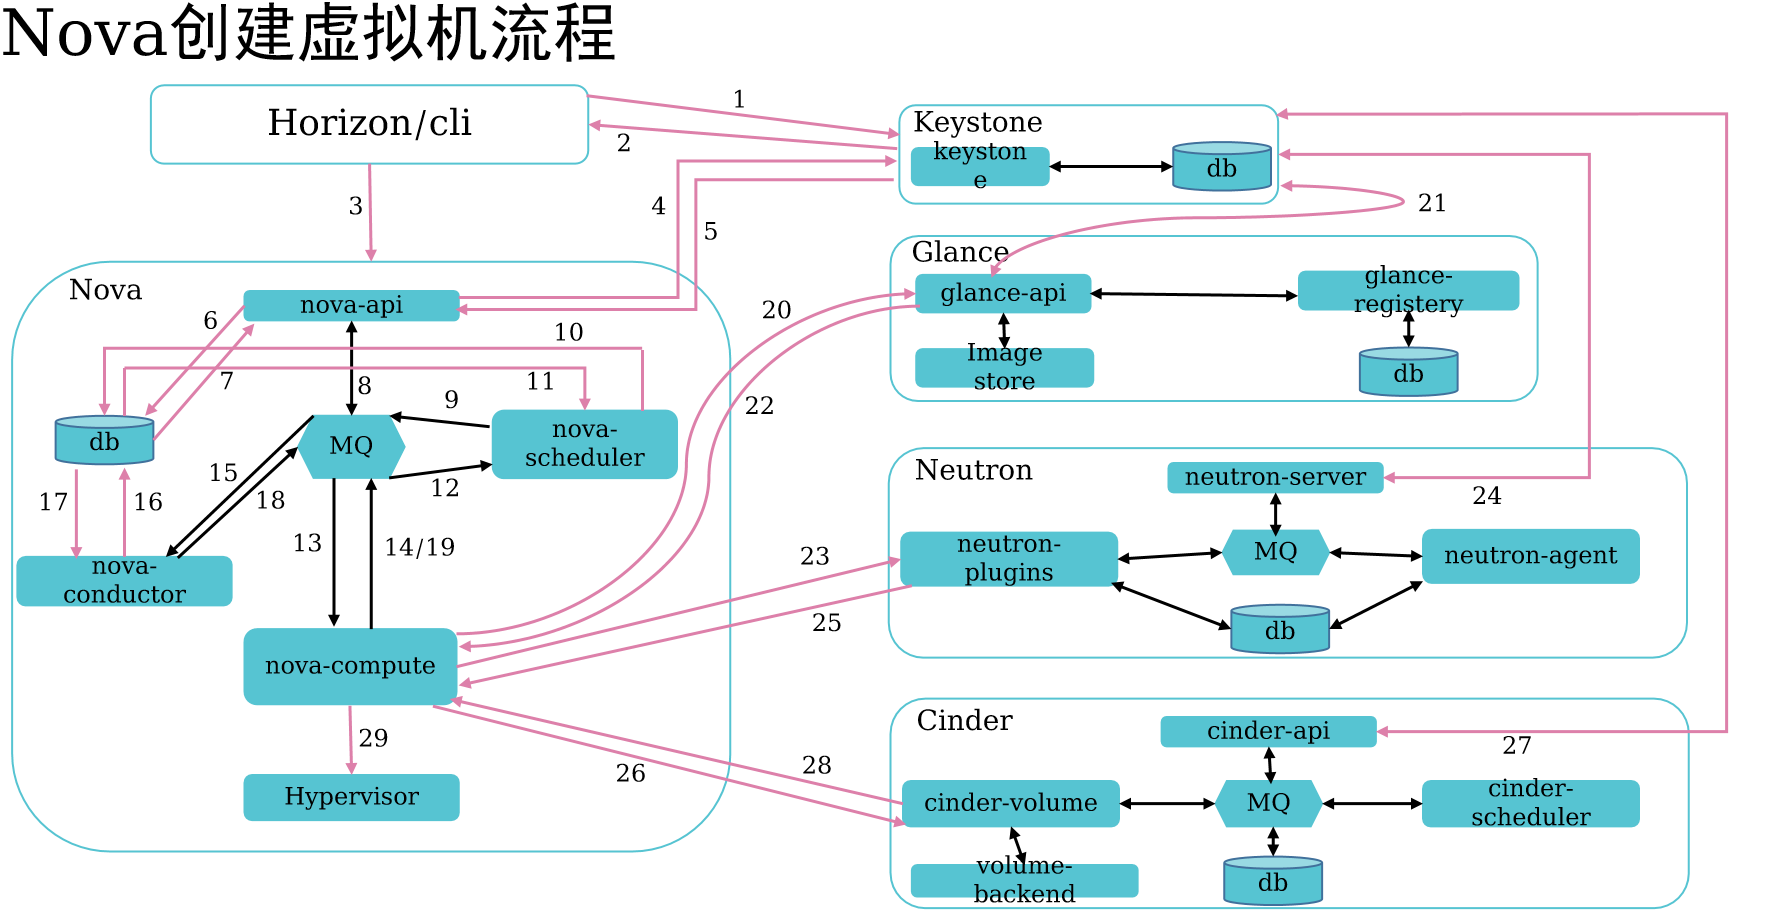 Nova创建虚拟机流程
Horizon/cli
1
2
3
4
5
Keystone
keyston
e
db
21
Glance
glance-api
glance-
registery
Image
store
db
20
22
Nova
nova-api
6
7
8
9
10
11
db
MQ
nova-
scheduler
12
15
18
17
16
13
14/19
nova-
conductor
nova-compute
29
Hypervisor
Neutron
neutron-server
24
neutron-
plugins
MQ
neutron-agent
db
23
25
26
28
Cinder
cinder-api
27
cinder-volume
MQ
cinder-
scheduler
volume-
backend
db